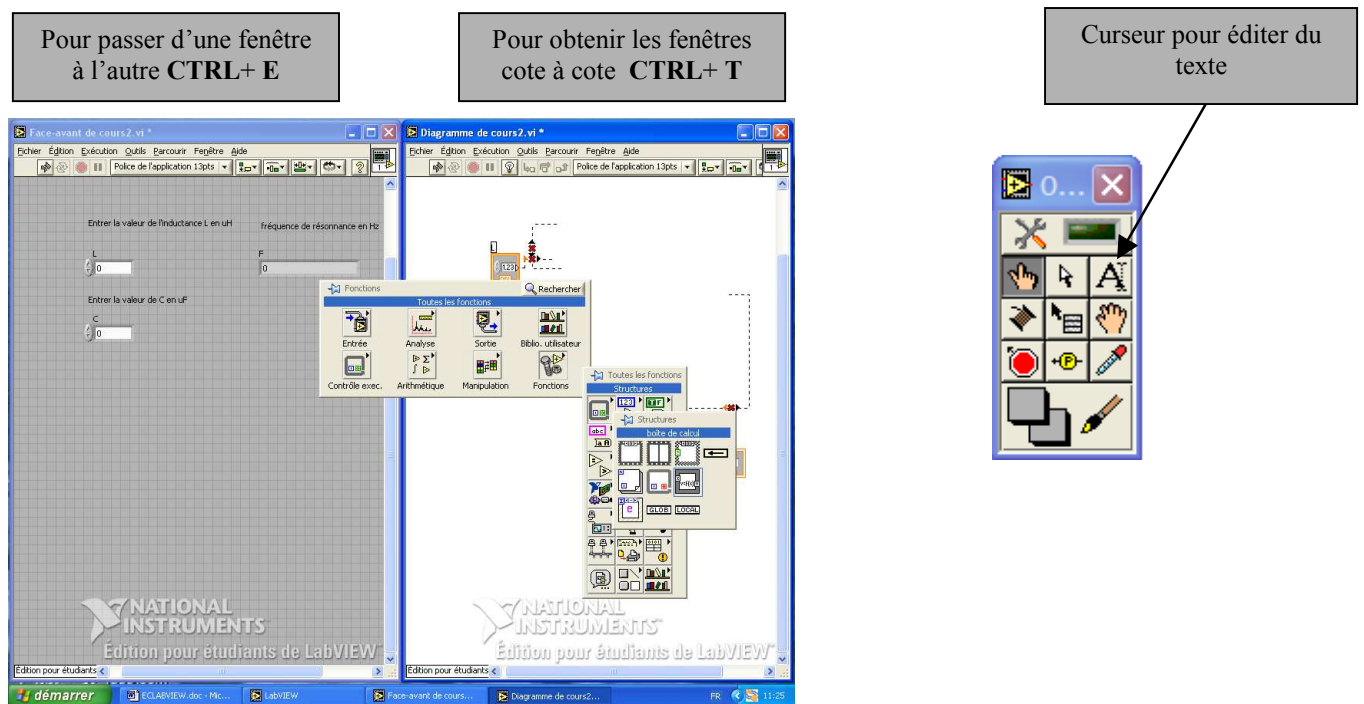 Pour passer d'une fenêtre
à l'autre CTRL+ E
Pour obtenir les fenêtres
cote à cote CTRL+ T
Curseur pour éditer du
texte
Face-avant de cours2.vi *
Fichier Édition Exécution Outils Parcourir Fenêtre Aide
Police de l'application 13pts
Entrer la valeur de l'inductance L en uH
fréquence de résonnance en Hz
L
0
F
0
Entrer la valeur de C en uF
C
0
NATIONAL
INSTRUMENTS
Édition pour étudiants de LabVIEW
Édition pour étudiants
Diagramme de cours2.vi *
Fichier Édition Exécution Outils Parcourir Fenêtre Aide
Police de l'application 13pts
L
1.23
Fonctions
Rechercher
Toutes les fonctions
Entrée
Analyse
Sortie
Biblio. utilisateur
Contrôle exec.
Arithmétique
Manipulation
Fonctions
Toutes les fonctions
Structures
123
TF
abc
Structures
boîte de calcul
GLOB
LOCAL
NATIONAL
INSTRUMENTS
Édition pour étudiants de LabVIEW
Édition pour étudiants
démarrer
ECLABVIEW.doc - Mic...
LabVIEW
Face-avant de cours...
Diagramme de cours2...
FR
11:25
O...
A
P